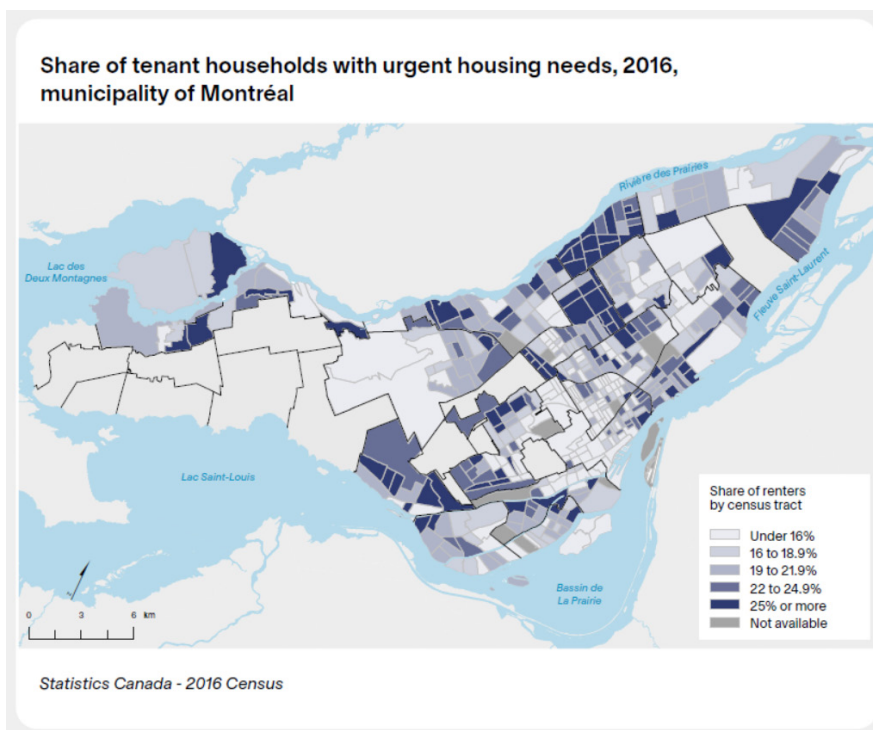 Share of tenant households with urgent housing needs, 2016,
municipality of Montréal
Rivière des Prairies
Lac des
Deux Montagnes
Fleuve Saint-Laurent
Lac Saint-Louis
Bassin de
La Prairie
Share of renters
by census tract
Under 16%
16 to 18.9%
19 to 21.9%
22 to 24.9%
25% or more
Not available
0 3 6 km
Statistics Canada - 2016 Census